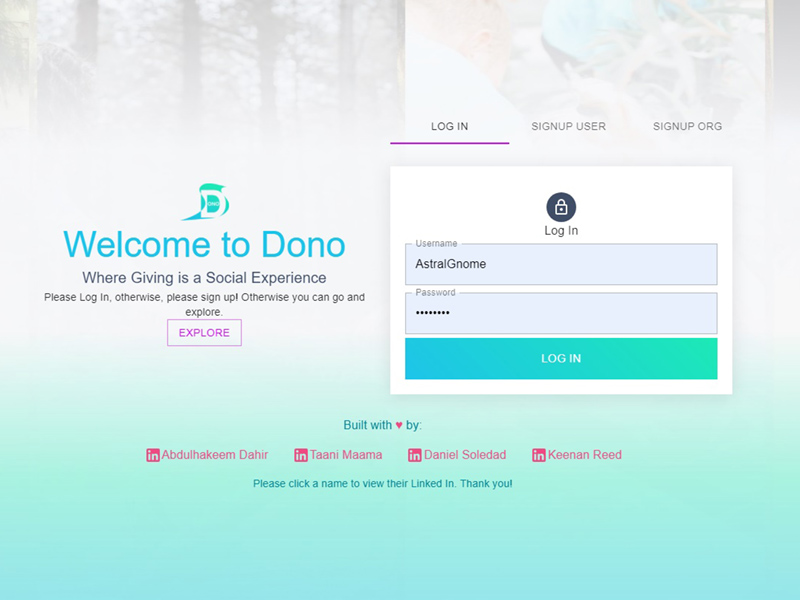 LOG IN
SIGNUP USER
SIGNUP ORG
DONO
Welcome to Dono
Where Giving is a Social Experience
Please Log In, otherwise, please sign up! Otherwise you can go and
explore.
EXPLORE
Log In
Username
AstralGnome
Password
••••••••
LOG IN
Built with ♥ by:
in Abdulhakeem Dahir
in Taani Maama
in Daniel Soledad
in Keenan Reed
Please click a name to view their Linked In. Thank you!